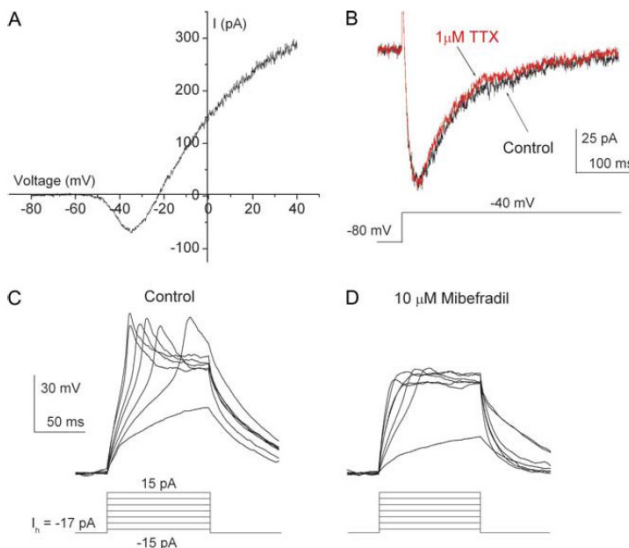 A
I (pA)
300
200
100
-100
Voltage (mV)
-80
-60
-40
-20
0
20
40
B
1μM TTX
Control
25 pA
100 ms
-40 mV
-80 mV
C
Control
30 mV
50 ms
15 pA
Ih = -17 pA
-15 pA
D
10 μM Mibefradil